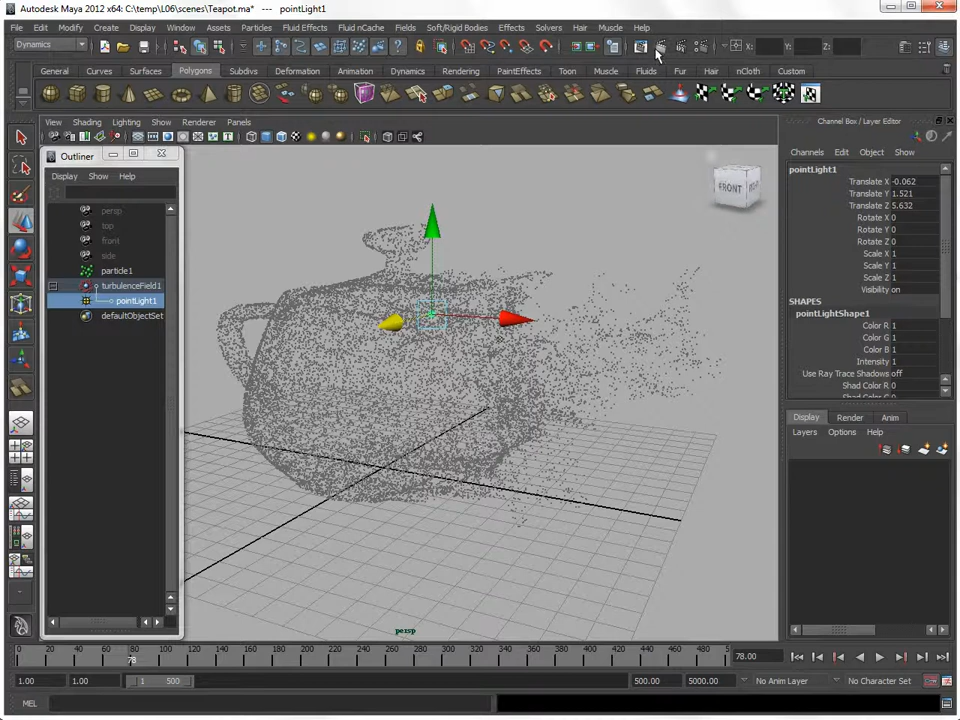 Autodesk Maya 2012 x64: C:\temp\L06\scenes\Teapot.ma* --- pointLight1
File Edit Modify Create Display Window Assets Particles Fluid Effects Fluid nCache Fields Soft/Rigid Bodies Effects Solvers Hair Muscle Help
Dynamics X: Y: Z:
General Curves Surfaces Polygons Subdivs Deformation Animation Dynamics Rendering PaintEffects Toon Muscle Fluids Fur Hair nCloth Custom
View Shading Lighting Show Renderer Panels
Channel Box / Layer Editor
Outliner
Display Show Help
persp
top
front
side
particle1
turbulenceField1
pointLight1
defaultObjectSet
FRONT
persp
Channels Edit Object Show
pointLight1
Translate X -0.062
Translate Y 1.521
Translate Z 5.632
Rotate X 0
Rotate Y 0
Rotate Z 0
Scale X 1
Scale Y 1
Scale Z 1
Visibility on
SHAPES
pointLightShape1
Color R 1
Color G 1
Color B 1
Intensity 1
Use Ray Trace Shadows off
Shad Color R 0
Display Render Anim
Layers Options Help
0 20 40 60 80 100 120 140 160 180 200 220 240 260 280 300 320 340 360 380 400 420 440 460 480 5
78
78.00
1.00 1.00 1 500 500.00 5000.00 No Anim Layer No Character Set
MEL